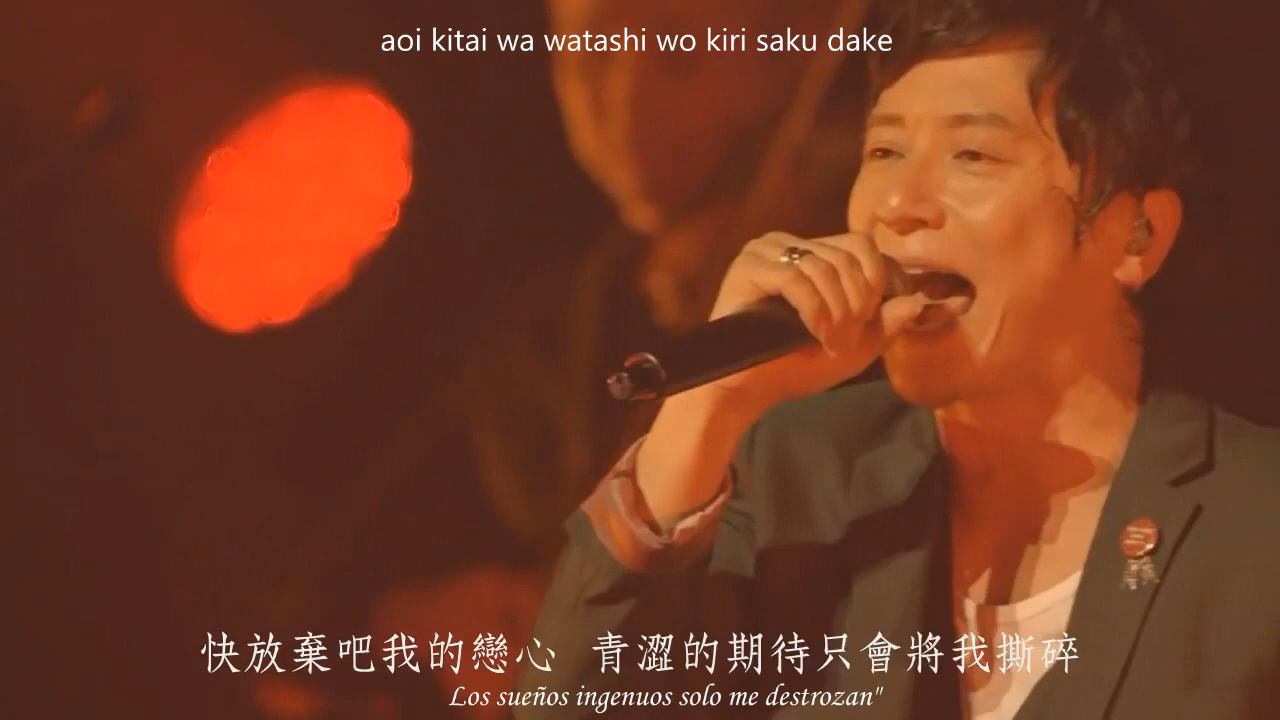 aoi kitai wa watashi wo kiri saku dake
快放棄吧我的戀心 青澀的期待只會將我撕碎
Los sueños ingenuos solo me destrozan"